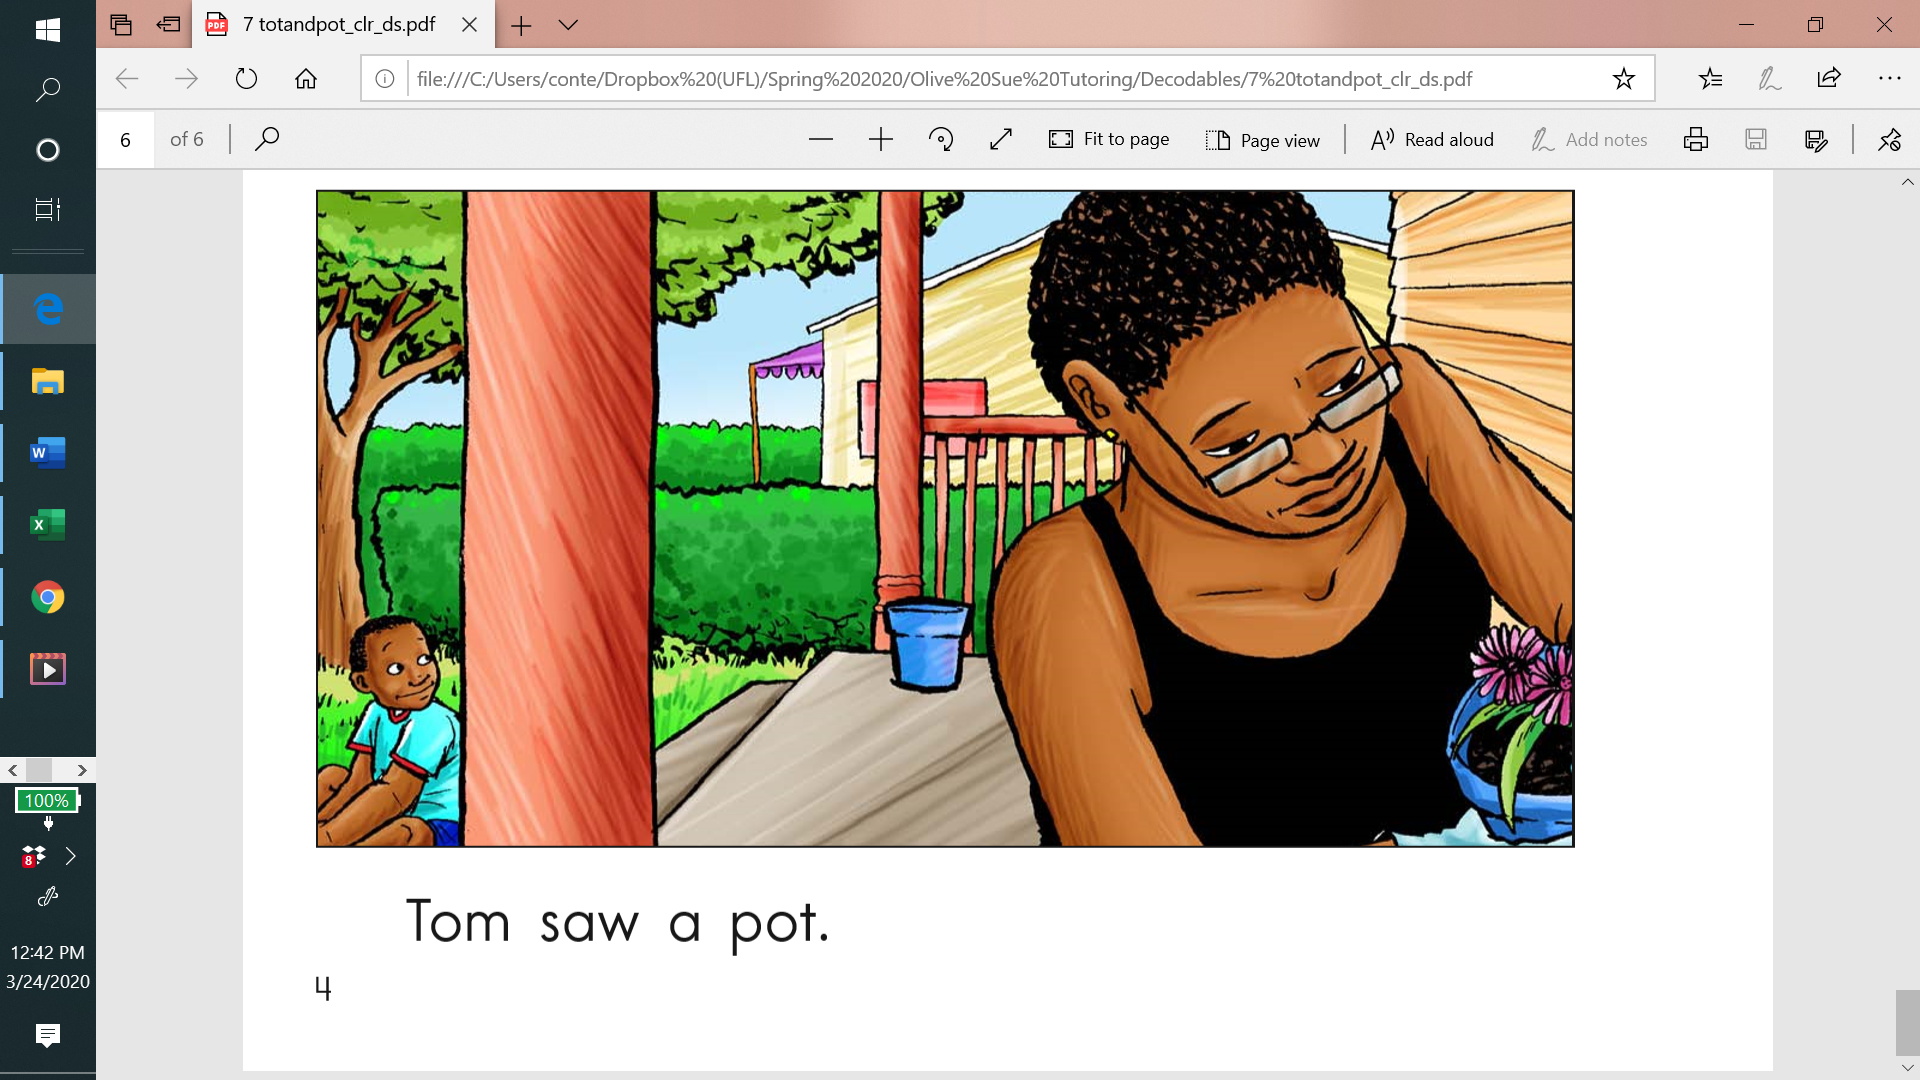 7 totandpot_clr_ds.pdf
file:///C:/Users/conte/Dropbox%20(UFL)/Spring%202020/Olive%20Sue%20Tutoring/Decodables/7%20totandpot_clr_ds.pdf
6 of 6 Fit to page Page view Read aloud Add notes
Tom saw a pot.
4
100%
8
12:42 PM
3/24/2020